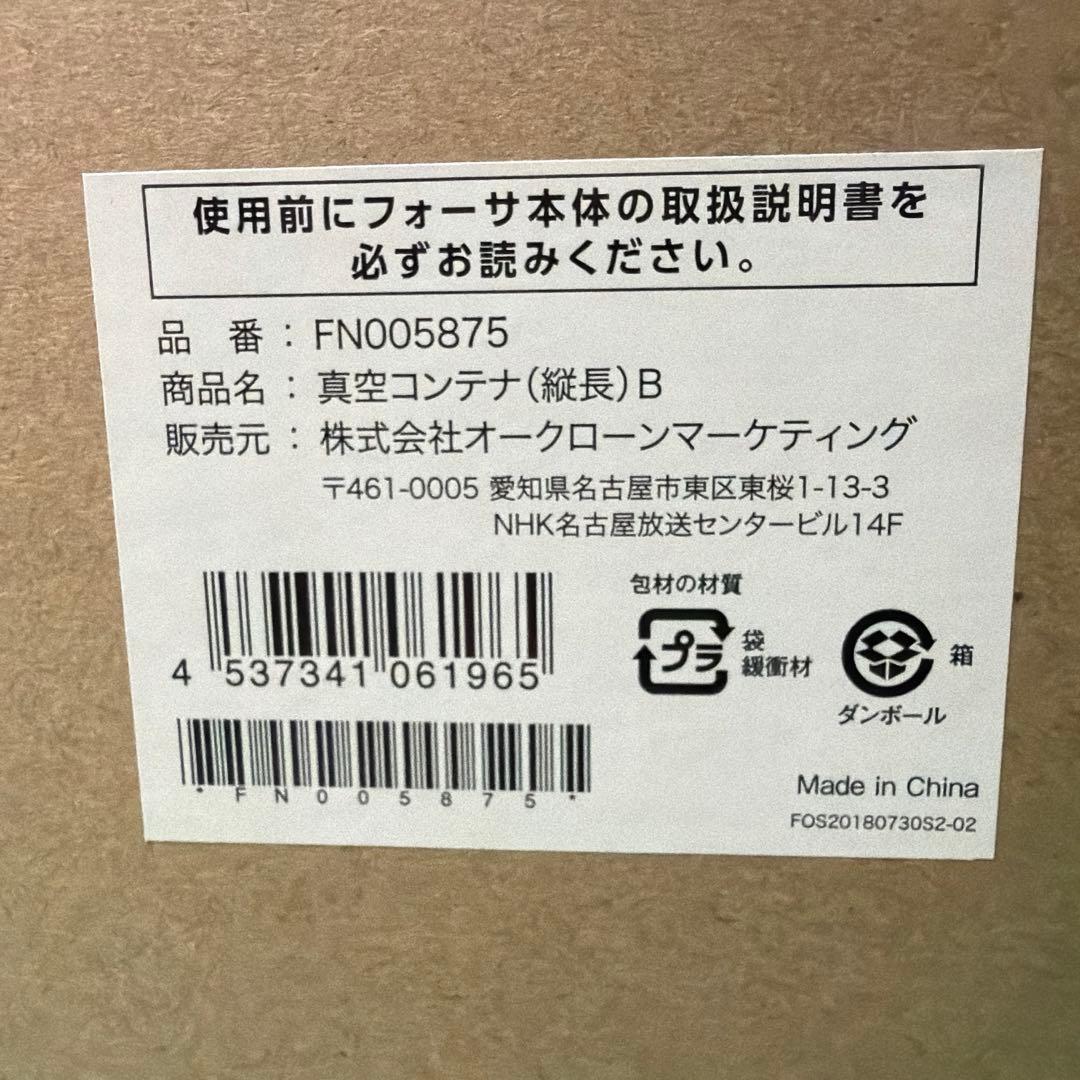 使用前にフォーサ本体の取扱説明書を
必ずお読みください。
品 番 : FN005875
商品名 : 真空コンテナ(縦長)B
販売元 : 株式会社オークローンマーケティング
〒461-0005 愛知県名古屋市東区東桜1-13-3
NHK名古屋放送センタービル14F
包材の材質
プラ 袋
緩衝材
箱
ダンボール
4 537341 061965
*FN005875*
Made in China
FOS20180730S2-02